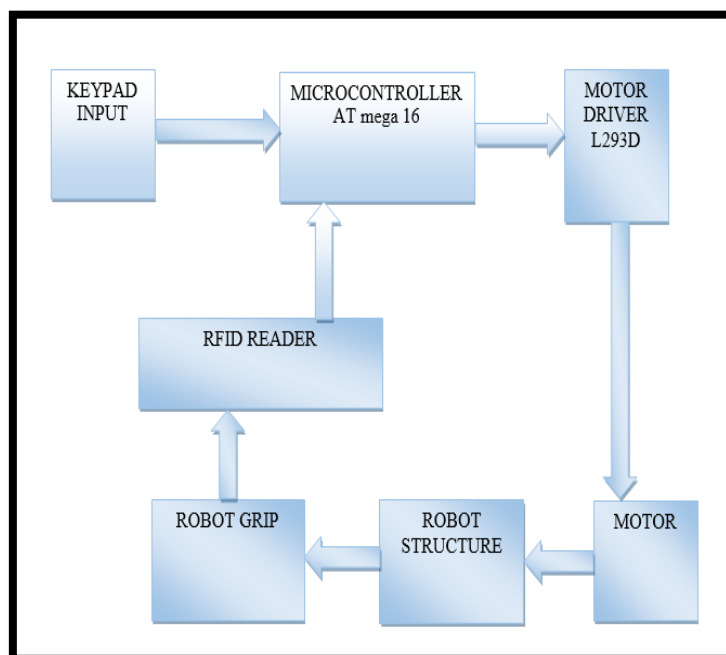 KEYPAD
INPUT
MICROCONTROLLER
AT mega 16
MOTOR
DRIVER
L293D
RFID READER
ROBOT GRIP
ROBOT
STRUCTURE
MOTOR